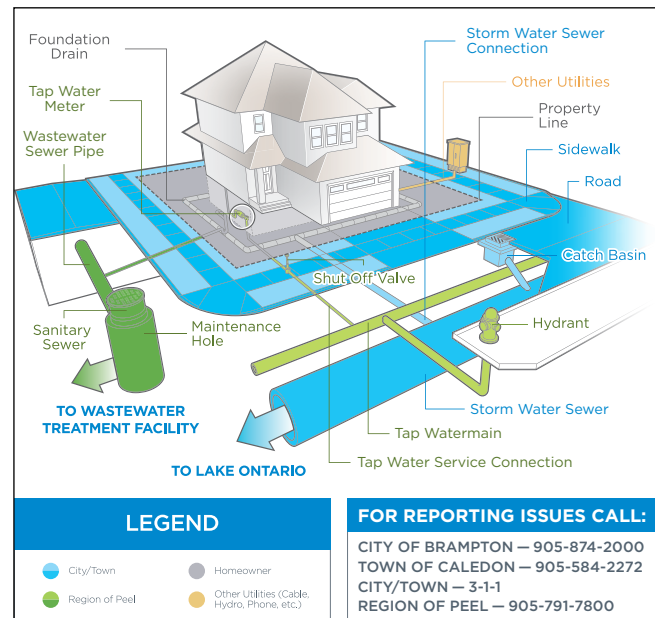 Foundation
Drain
Storm Water Sewer
Connection
Other Utilities
Tap Water
Meter
Property
Line
Wastewater
Sewer Pipe
Sidewalk
Road
Catch Basin
Shut Off Valve
Sanitary
Sewer
Maintenance
Hole
Hydrant
TO WASTEWATER
TREATMENT FACILITY
Storm Water Sewer
Tap Watermain
TO LAKE ONTARIO
Tap Water Service Connection
LEGEND
City/Town
Homeowner
Region of Peel
Other Utilities (Cable,
Hydro, Phone, etc.)
FOR REPORTING ISSUES CALL:
CITY OF BRAMPTON — 905-874-2000
TOWN OF CALEDON — 905-584-2272
CITY/TOWN — 3-1-1
REGION OF PEEL — 905-791-7800